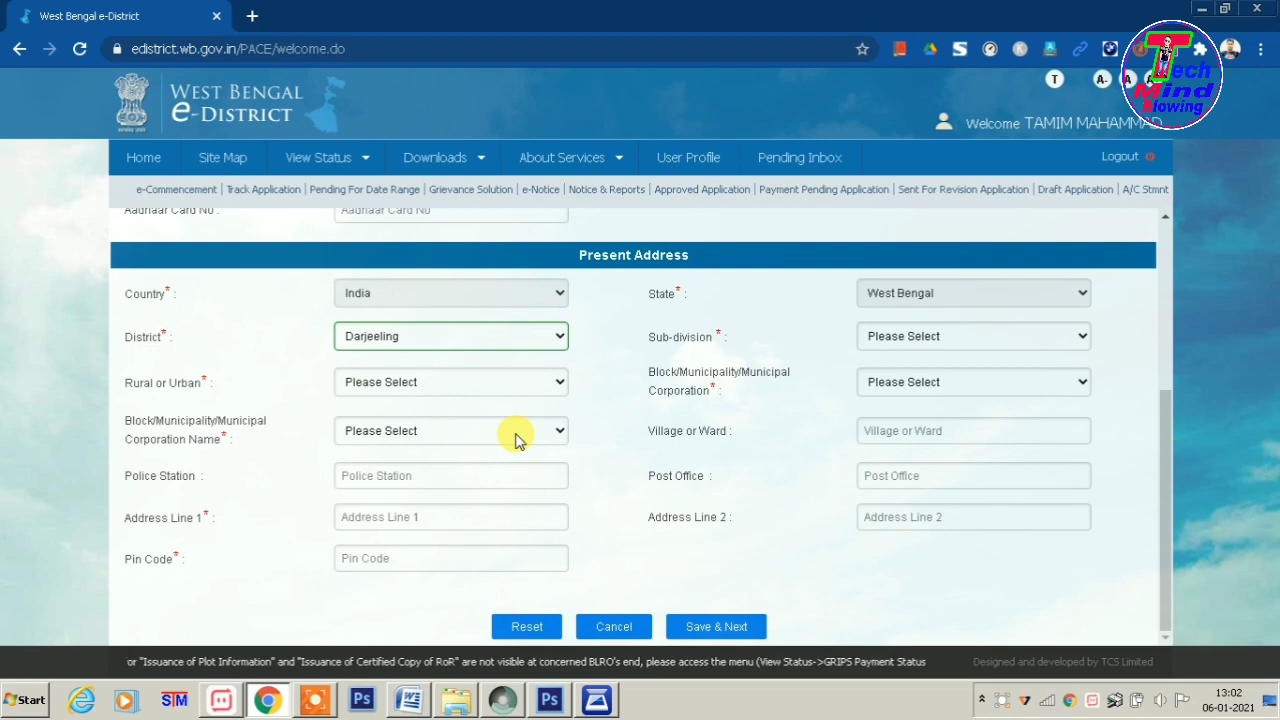 West Bengal e-District
edistrict.wb.gov.in/PACE/welcome.do
Tech
Mind
Blowing
WEST BENGAL
e-DISTRICT
T A- A
Welcome TAMIM MAHAMMAD
Home Site Map View Status Downloads About Services User Profile Pending Inbox Logout
e-Commencement | Track Application | Pending For Date Range | Grievance Solution | e-Notice | Notice & Reports | Approved Application | Payment Pending Application | Sent For Revision Application | Draft Application | A/C Stmnt
Aadhaar Card No : Aadhaar Card No
Present Address
Country* : India State* : West Bengal
District* : Darjeeling Sub-division * : Please Select
Rural or Urban* : Please Select Block/Municipality/Municipal
Corporation* : Please Select
Block/Municipality/Municipal
Corporation Name* : Please Select Village or Ward : Village or Ward
Police Station : Police Station Post Office : Post Office
Address Line 1* : Address Line 1 Address Line 2 : Address Line 2
Pin Code* : Pin Code
Reset Cancel Save & Next
or "Issuance of Plot Information" and "Issuance of Certified Copy of RoR" are not visible at concerned BLRO's end, please access the menu (View Status->GRIPS Payment Status
Designed and developed by TCS Limited
Start STM Ps W Ps 13:02
06-01-2021